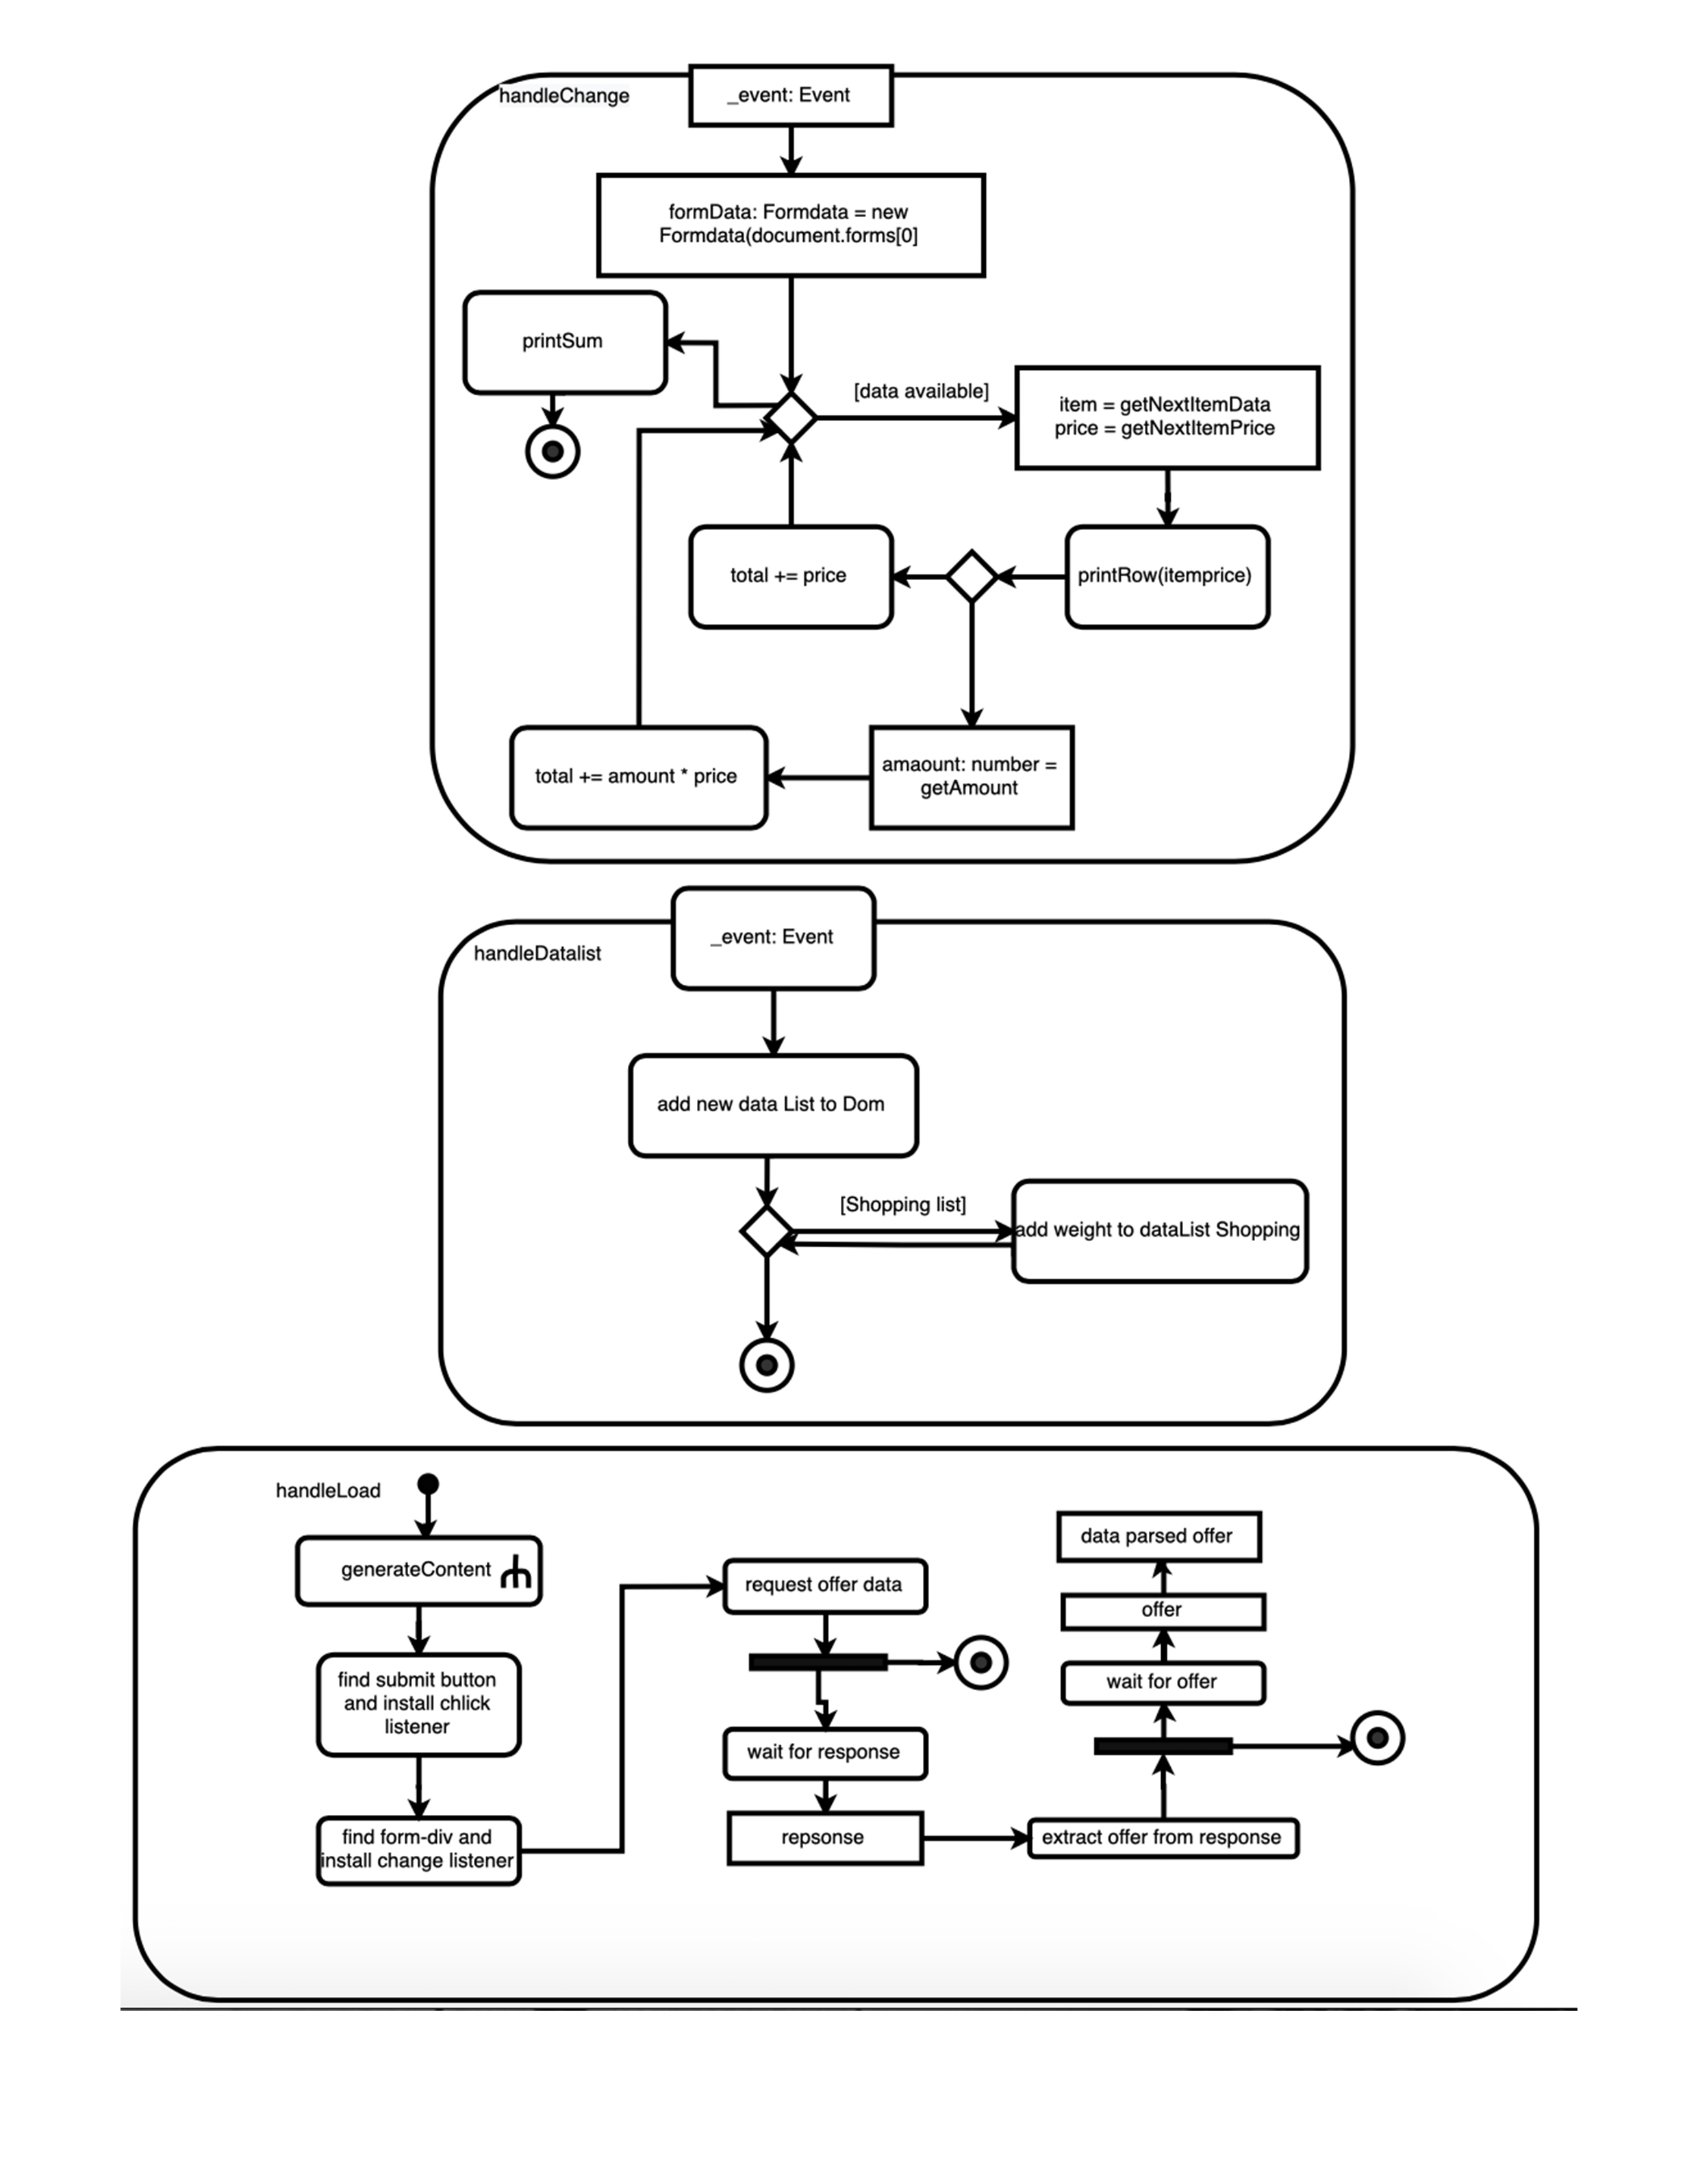 handleChange
_event: Event
formData: Formdata = new
Formdata(document.forms[0]
printSum
[data available]
item = getNextItemData
price = getNextItemPrice
total += price
printRow(itemprice)
total += amount * price
amaount: number =
getAmount
_event: Event
handleDatalist
add new data List to Dom
[Shopping list]
add weight to dataList Shopping
handleLoad
generateContent
find submit button
and install chlick
listener
find form-div and
install change listener
request offer data
wait for response
repsonse
data parsed offer
offer
wait for offer
extract offer from response